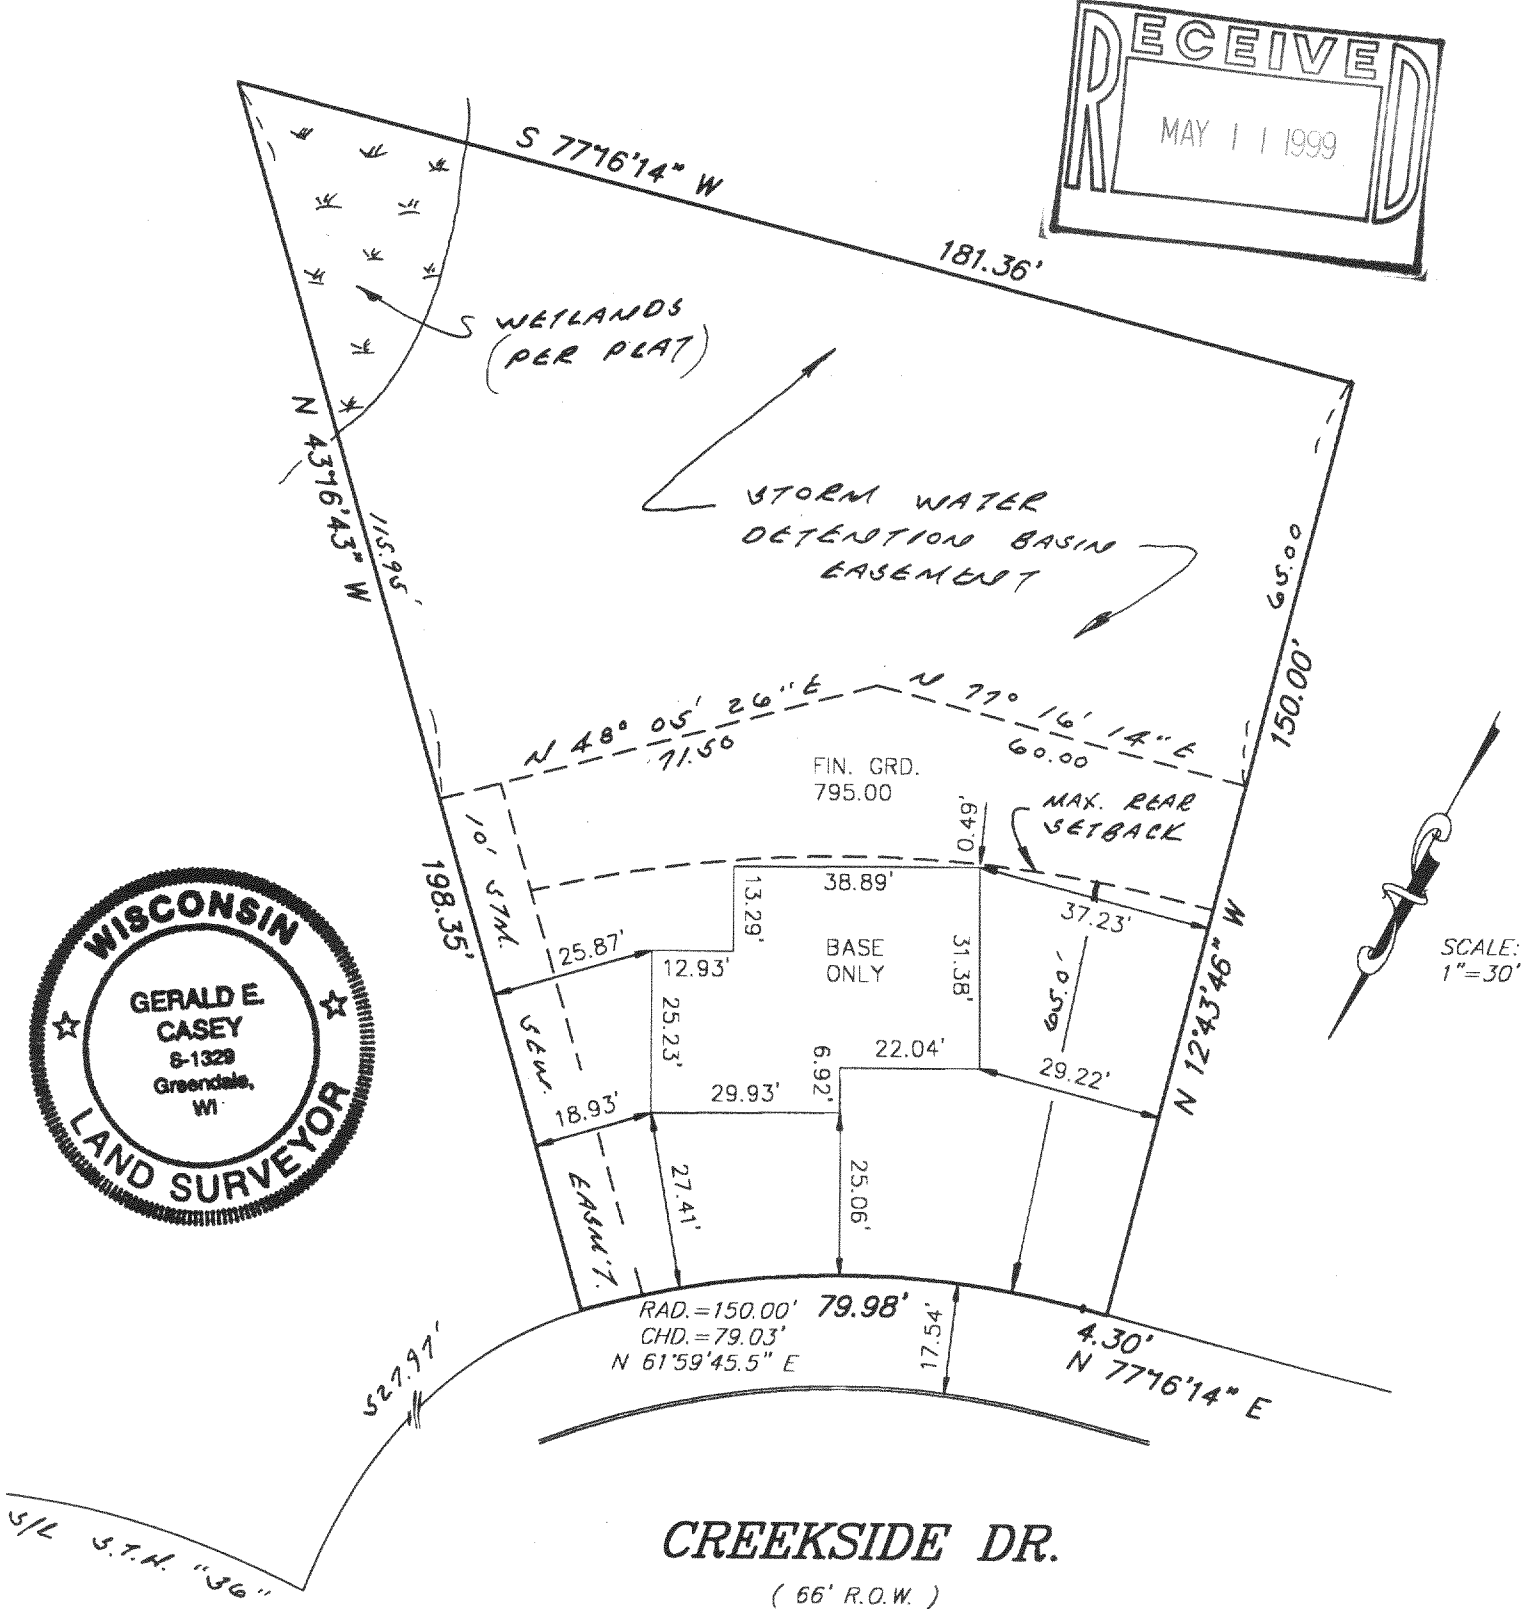 RECEIVED
MAY 11 1999
S 77°16'14" W
181.36'
WETLANDS
(PER PLAT)
N 43°16'43" W
115.95'
198.35'
STORM WATER
DETENTION BASIN
EASEMENT
65.00
150.00'
N 12°43'46" W
N 48° 05' 26" E
71.50
N 77° 16' 14" E
60.00
FIN. GRD.
795.00
0.49'
MAX. REAR
SETBACK
10' STM. SEW. EASM'T.
38.89'
13.29'
37.23'
25.87'
12.93'
BASE
ONLY
31.38'
65.0'
25.23'
22.04'
6.92'
29.22'
29.93'
18.93'
27.41'
25.06'
SCALE:
1"=30'
WISCONSIN
GERALD E.
CASEY
S-1329
Greendale,
WI
LAND SURVEYOR
RAD.=150.00' 79.98'
CHD.=79.03'
N 61°59'45.5" E
17.54'
4.30'
N 77°16'14" E
527.97'
S/L S.T.H. "36"
CREEKSIDE DR.
( 66' R.O.W. )